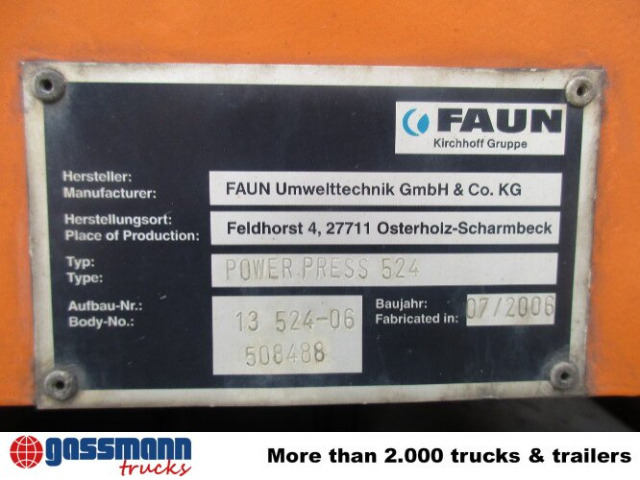 FAUN
Kirchhoff Gruppe
Hersteller:
Manufacturer:
FAUN Umwelttechnik GmbH & Co. KG
Herstellungsort:
Place of Production:
Feldhorst 4, 27711 Osterholz-Scharmbeck
Typ:
Type:
POWER PRESS 524
Aufbau-Nr.:
Body-No.:
13 524-06
508488
Baujahr:
Fabricated in:
07/2006
gassmann
trucks
More than 2.000 trucks & trailers